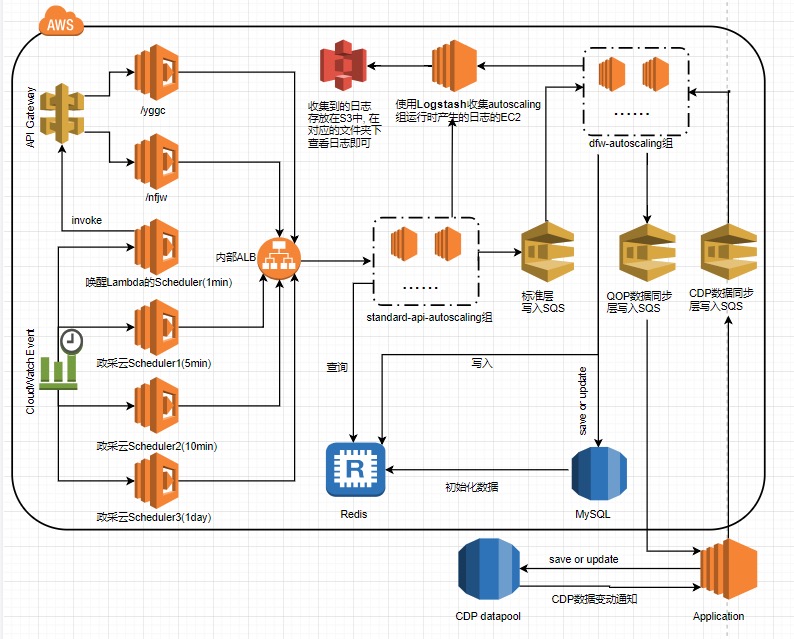 AWS
API Gateway
/yggc
/nfjw
invoke
唤醒Lambda的Scheduler(1min)
CloudWatch Event
政采云Scheduler1(5min)
政采云Scheduler2(10min)
政采云Scheduler3(1day)
内部ALB
收集到的日志
存放在S3中, 在
对应的文件夹下
查看日志即可
使用Logstash收集autoscaling
组运行时产生的日志的EC2
......
dfw-autoscaling组
......
standard-api-autoscaling组
标准层
写入SQS
QOP数据同步
层写入SQS
CDP数据同步
层写入SQS
查询
写入
save or update
R
初始化数据
Redis
MySQL
save or update
CDP数据变动通知
CDP datapool
Application